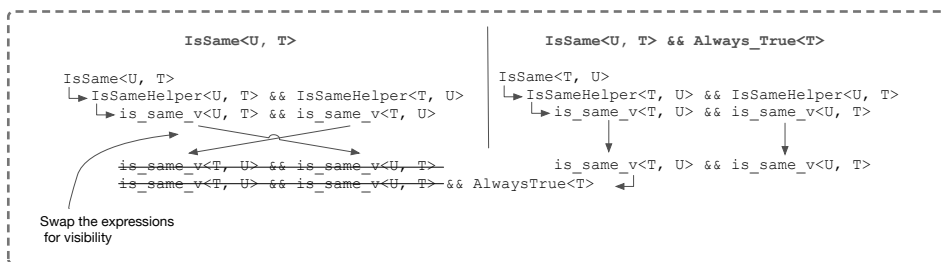 IsSame<U, T>
IsSame<U, T> && Always_True<T>
IsSame<U, T>
IsSameHelper<U, T> && IsSameHelper<T, U>
is_same_v<U, T> && is_same_v<T, U>
is_same_v<T, U> && is_same_v<U, T>
is_same_v<T, U> && is_same_v<U, T> && AlwaysTrue<T>
Swap the expressions
for visibility
IsSame<T, U>
IsSameHelper<T, U> && IsSameHelper<U, T>
is_same_v<T, U> && is_same_v<U, T>
is_same_v<T, U> && is_same_v<U, T>